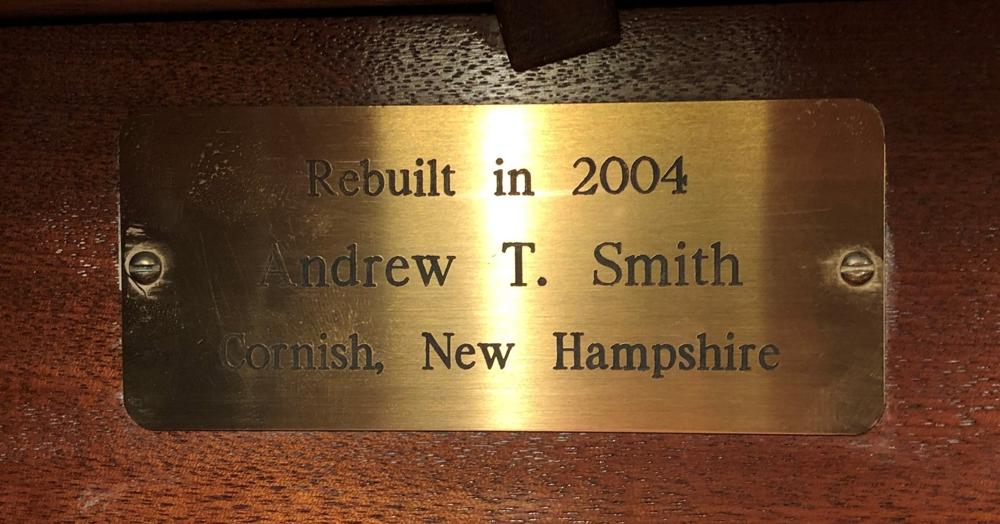 Rebuilt in 2004
Andrew T. Smith
Cornish, New Hampshire